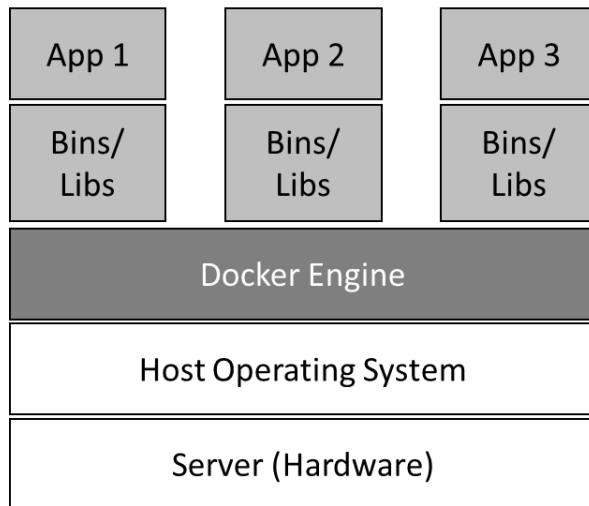 App 1 App 2 App 3
Bins/ Bins/ Bins/
Libs Libs Libs
Docker Engine
Host Operating System
Server (Hardware)